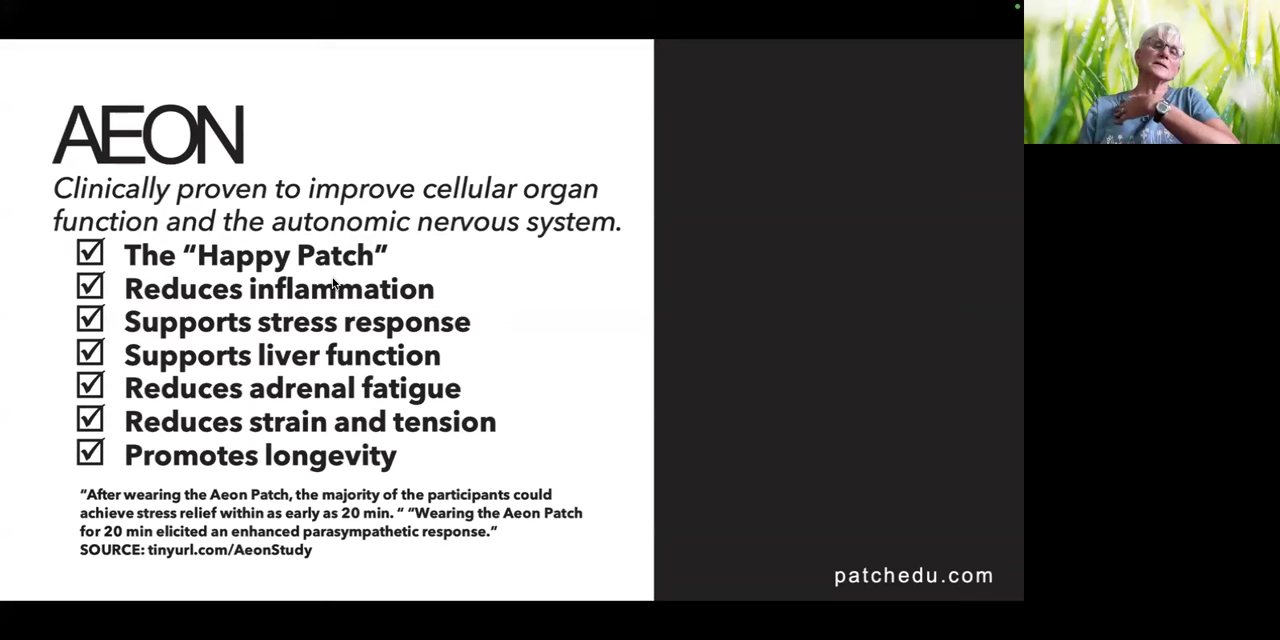 AEON
Clinically proven to improve cellular organ
function and the autonomic nervous system.
The “Happy Patch”
Reduces inflammation
Supports stress response
Supports liver function
Reduces adrenal fatigue
Reduces strain and tension
Promotes longevity
“After wearing the Aeon Patch, the majority of the participants could
achieve stress relief within as early as 20 min. “ “Wearing the Aeon Patch
for 20 min elicited an enhanced parasympathetic response.”
SOURCE: tinyurl.com/AeonStudy
patchedu.com